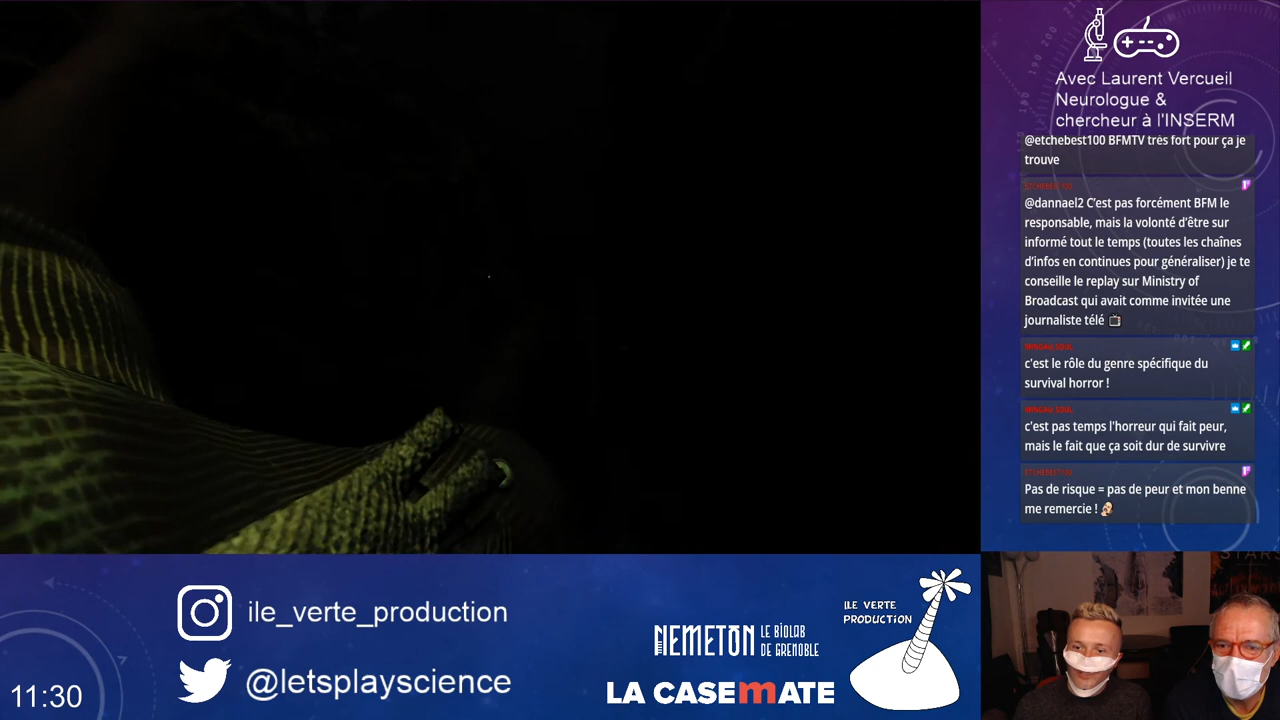 Avec Laurent Vercueil
Neurologue &
chercheur à l'INSERM
@etchebest100 BFMTV très fort pour ça je
trouve
ETCHEBEST100
@dannael2 C'est pas forcément BFM le
responsable, mais la volonté d'être sur
informé tout le temps (toutes les chaînes
d'infos en continues pour généraliser) je te
conseille le replay sur Ministry of
Broadcast qui avait comme invitée une
journaliste télé 📺
c'est le rôle du genre spécifique du
survival horror !
c'est pas temps l'horreur qui fait peur,
mais le fait que ça soit dur de survivre
ETCHEBEST100
Pas de risque = pas de peur et mon benne
me remercie !
STARS
ile_verte_production
@letsplayscience
11:30
NEMETON LE BIOLAB
DE GRENOBLE
LA CASEMATE
ILE VERTE
PRODUCTION